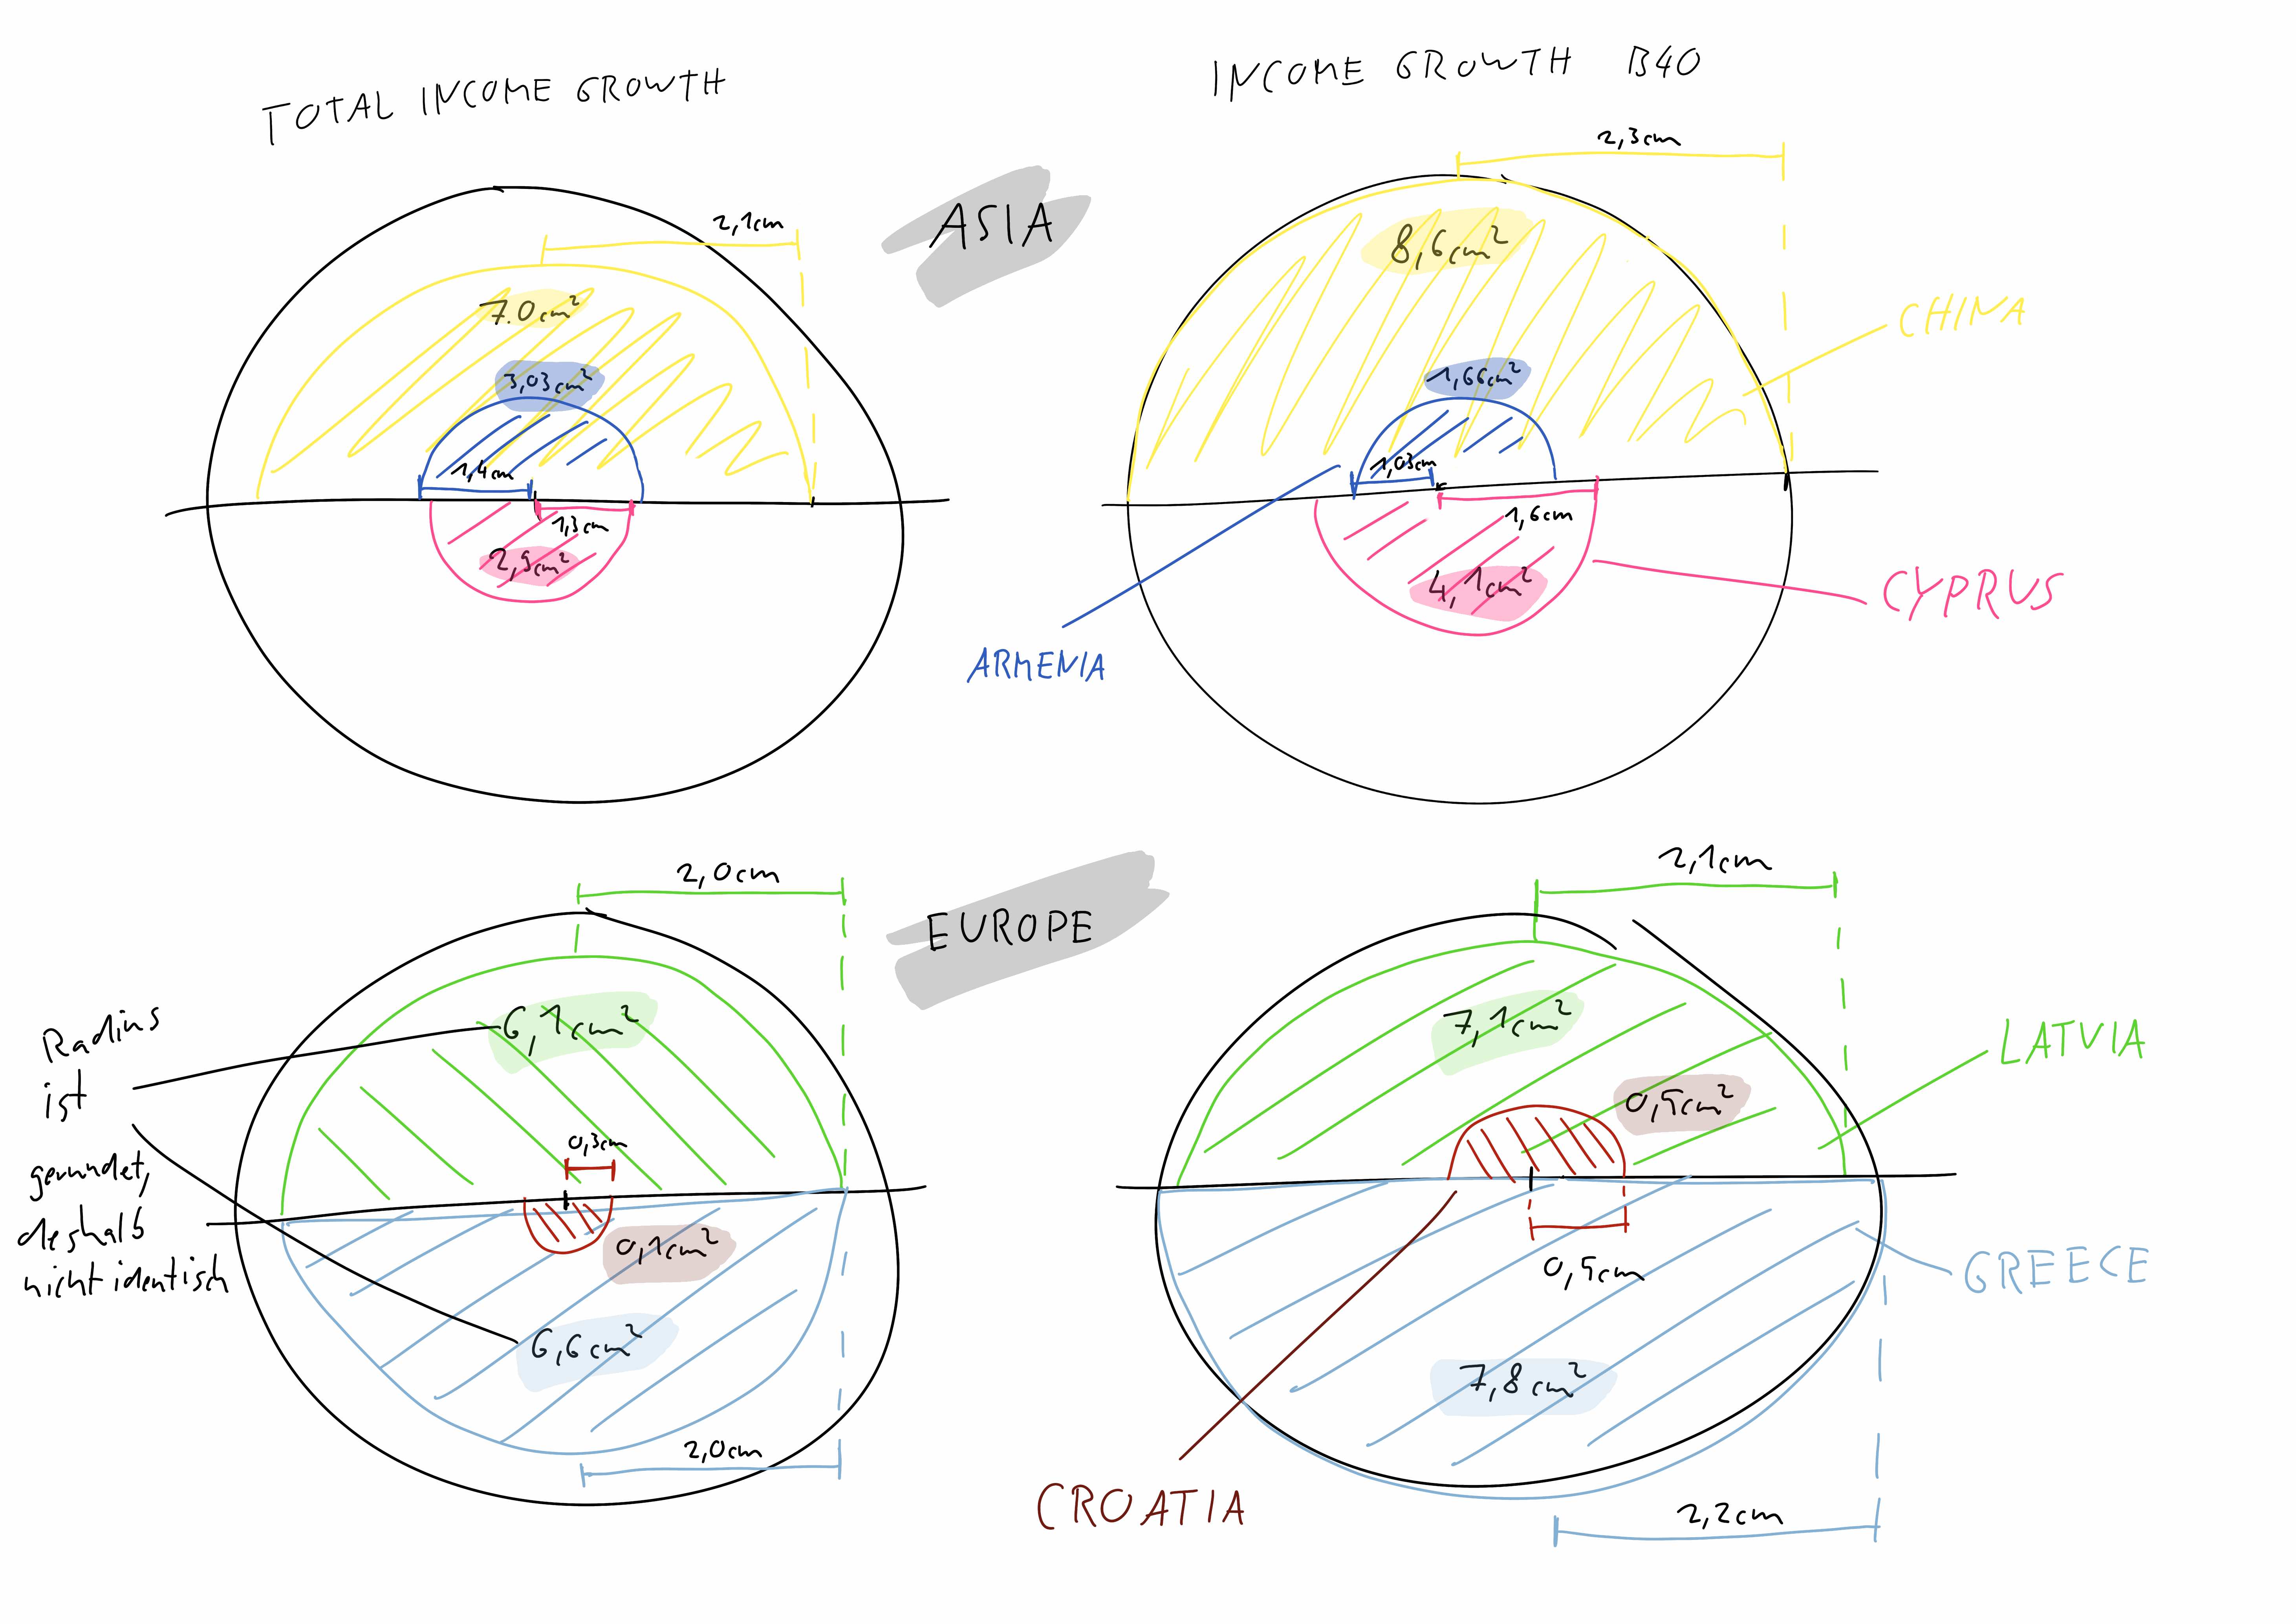 TOTAL INCOME GROWTH
INCOME GROWTH B40
2,3cm
2,1cm
ASIA
8,6cm²
7.0cm²
CHINA
3,03cm²
1,66cm²
1,4cm
1,03cm
1,3cm
1,6cm
2,9cm²
4,1cm²
CYPRUS
ARMENIA
2,0cm
2,1cm
EUROPE
Radius
ist
gerundet,
deshalb
nicht identisch
6,1cm²
7,1cm²
LATVIA
0,5cm²
0,3cm
0,1cm²
0,5cm
GREECE
6,6cm²
7,8cm²
2,0cm
CROATIA
2,2cm